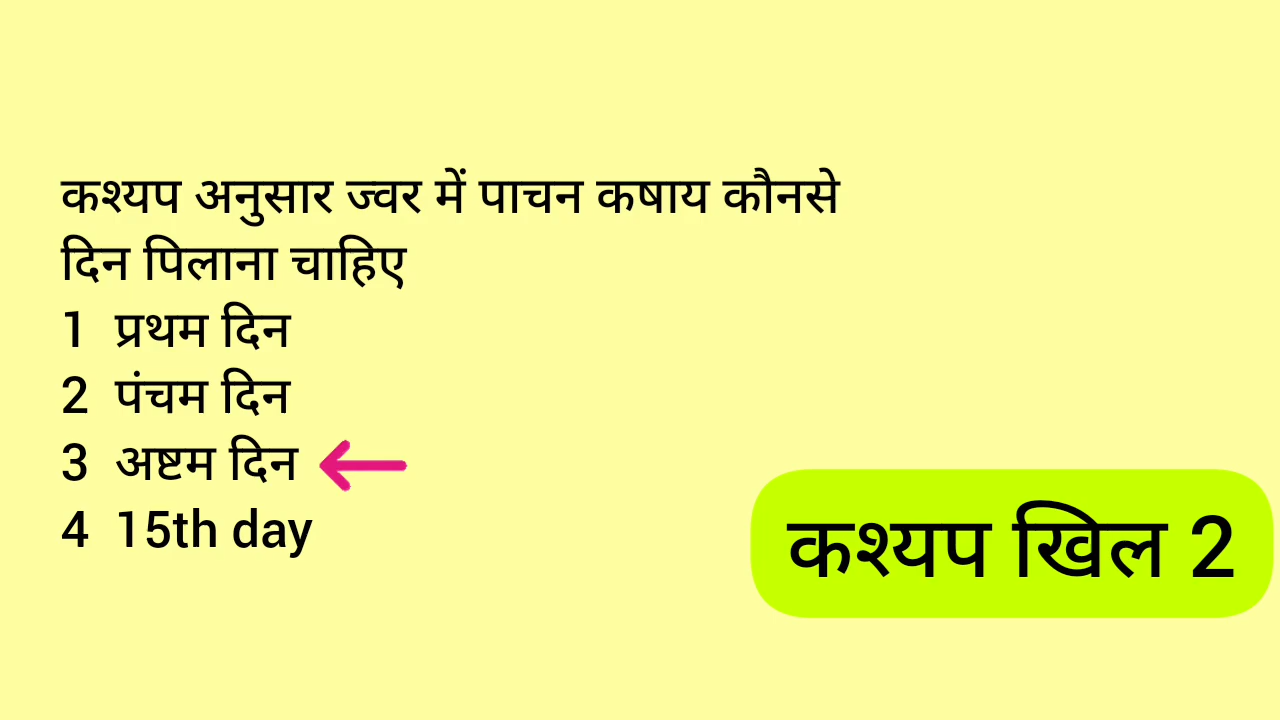 कश्यप अनुसार ज्वर में पाचन कषाय कौनसे
दिन पिलाना चाहिए
1 प्रथम दिन
2 पंचम दिन
3 अष्टम दिन
4 15th day
कश्यप खिल 2